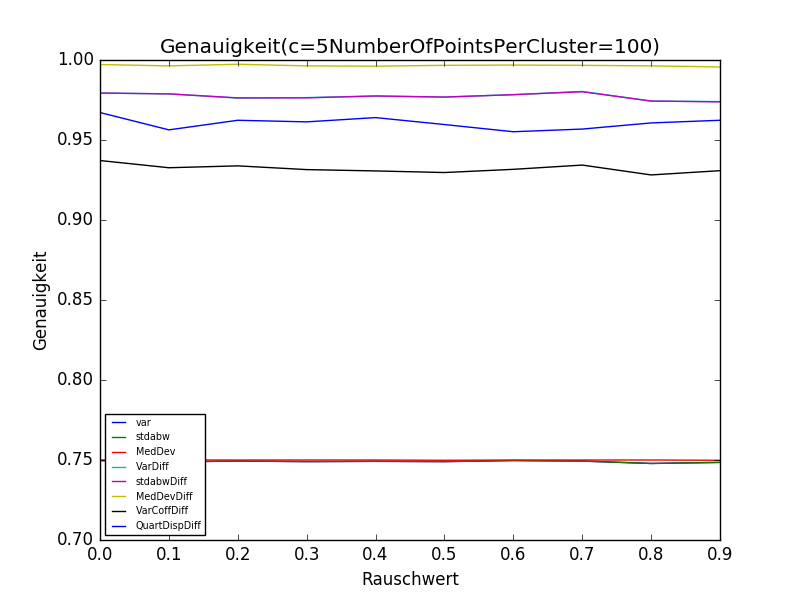 Genauigkeit(c=5NumberOfPointsPerCluster=100)
1.00
0.95
0.90
0.85
0.80
0.75
0.70
Genauigkeit
var
stdabw
MedDev
VarDiff
stdabwDiff
MedDevDiff
VarCoffDiff
QuartDispDiff
0.0 0.1 0.2 0.3 0.4 0.5 0.6 0.7 0.8 0.9
Rauschwert